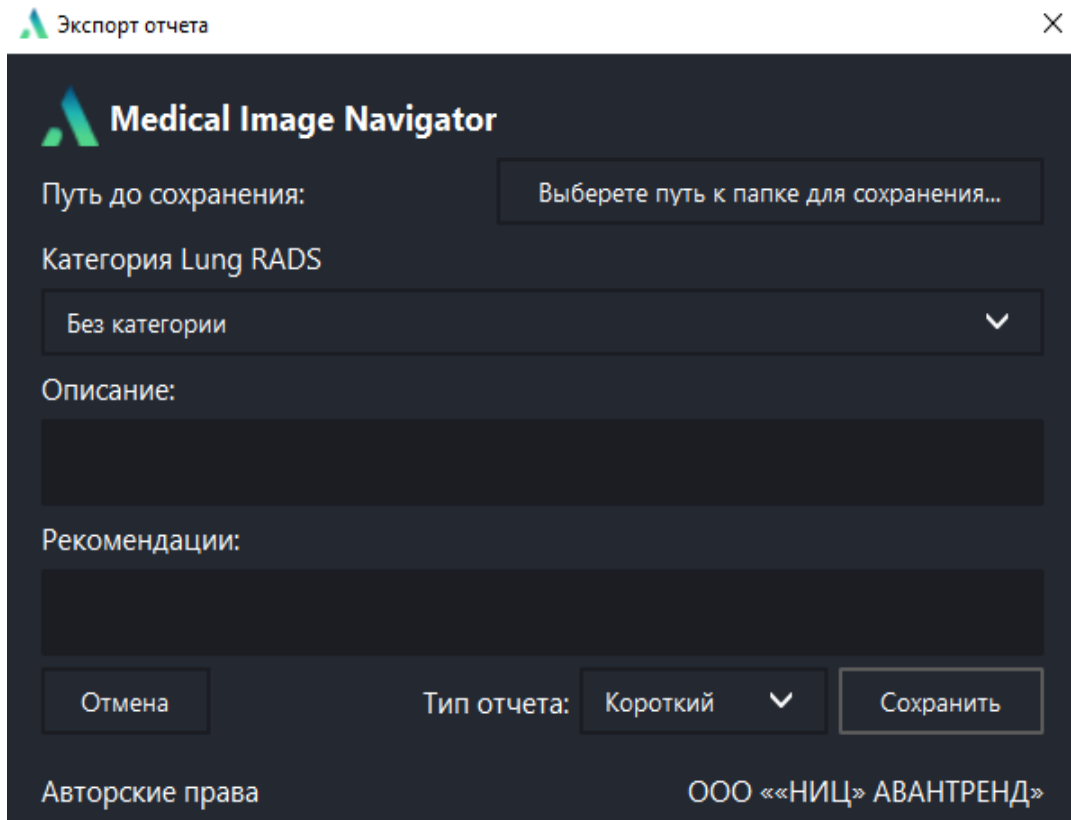 Экспорт отчета
Medical Image Navigator
Путь до сохранения: Выберете путь к папке для сохранения...
Категория Lung RADS
Без категории
Описание:
Рекомендации:
Отмена Тип отчета: Короткий Сохранить
Авторские права ООО ««НИЦ» АВАНТРЕНД»